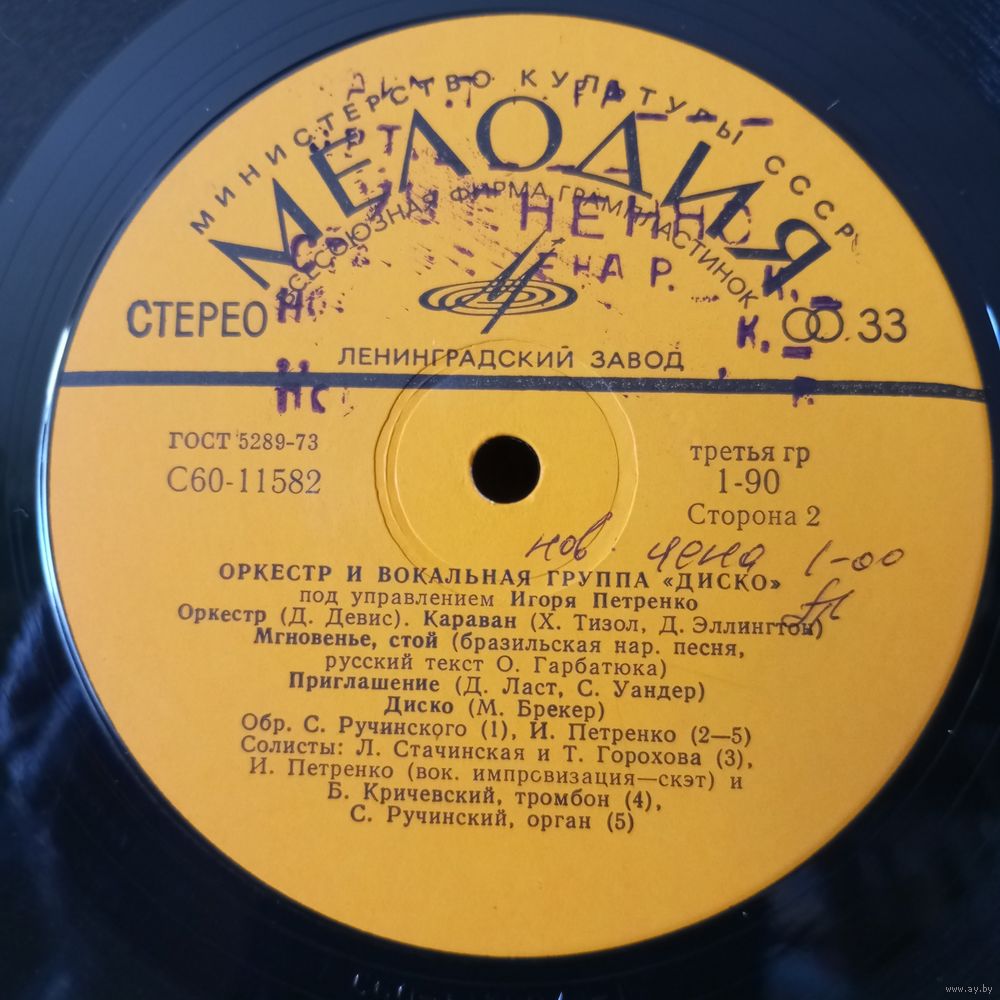 МИНИСТЕРСТВО КУЛЬТУРЫ СССР
МЕЛОДИЯ
ВСЕСОЮЗНАЯ ФИРМА ГРАМПЛАСТИНОК
СТЕРЕО
33
ЛЕНИНГРАДСКИЙ ЗАВОД
ГОСТ 5289-73
С60-11582
третья гр
1-90
Сторона 2
нов. цена 1-00
ОРКЕСТР И ВОКАЛЬНАЯ ГРУППА «ДИСКО»
под управлением Игоря Петренко
Оркестр (Д. Девис). Караван (Х. Тизол, Д. Эллингтон)
Мгновенье, стой (бразильская нар. песня,
русский текст О. Гарбатюка)
Приглашение (Д. Ласт, С. Уандер)
Диско (М. Брекер)
Обр. С. Ручинского (1), И. Петренко (2—5)
Солисты: Л. Стачинская и Т. Горохова (3),
И. Петренко (вок. импровизация—скэт) и
Б. Кричевский, тромбон (4),
С. Ручинский, орган (5)
www.ay.by